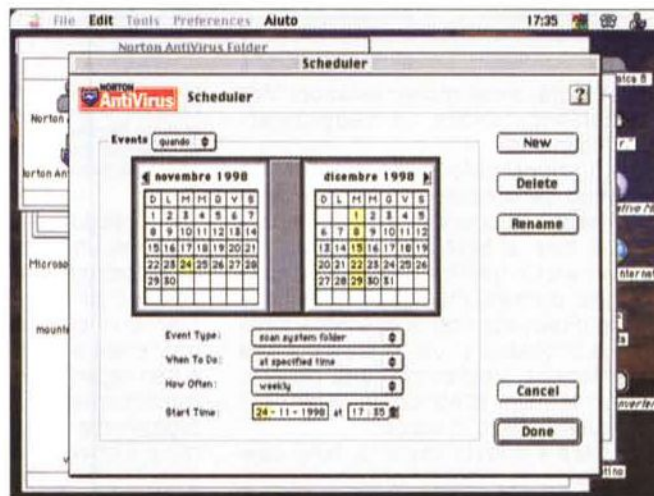 File Edit Tools Preferences Aiuto 17:35
Norton AntiVirus Folder
Scheduler
NORTON
AntiVirus Scheduler ?
Events quando
New
Delete
Rename
novembre 1998
D L M M G V S
1 2 3 4 5 6 7
8 9 10 11 12 13 14
15 16 17 18 19 20 21
22 23 24 25 26 27 28
29 30
dicembre 1998
D L M M G V S
1 2 3 4 5
6 7 8 9 10 11 12
13 14 15 16 17 18 19
20 21 22 23 24 25 26
27 28 29 30 31
Event Type: scan system folder
When To Do: at specified time
How Often: weekly
Start Time: 24-11-1998 at 17:35
Cancel
Done
Norton
Microso